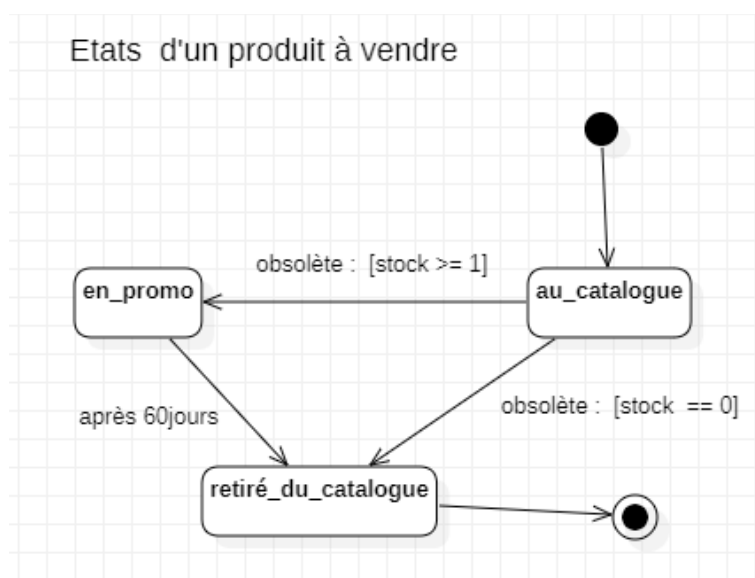 Etats d'un produit à vendre
obsolète : [stock >= 1]
en_promo
au_catalogue
après 60jours
obsolète : [stock == 0]
retiré_du_catalogue